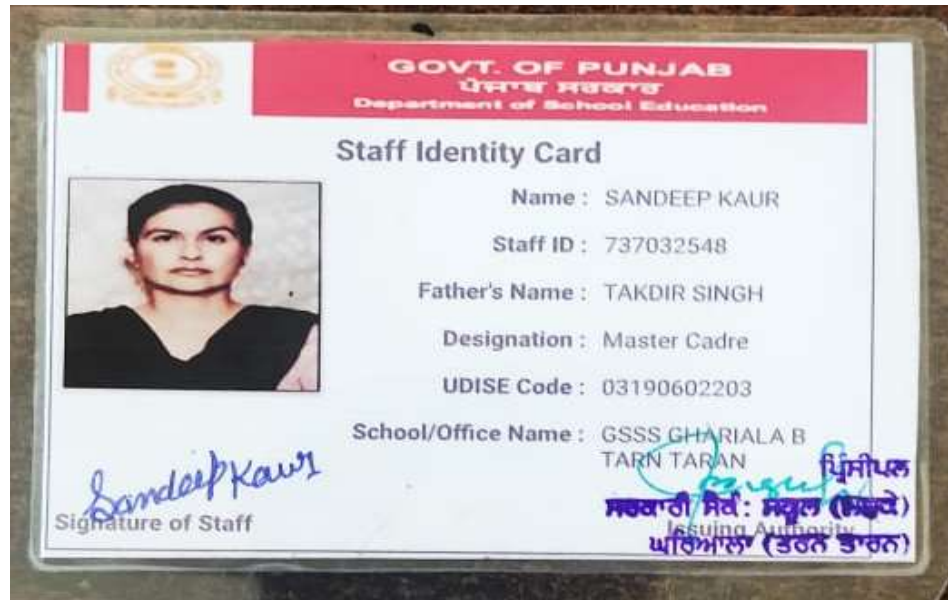 GOVT. OF PUNJAB
ਪੰਜਾਬ ਸਰਕਾਰ
Department of School Education
Staff Identity Card
Name : SANDEEP KAUR
Staff ID : 737032548
Father's Name : TAKDIR SINGH
Designation : Master Cadre
UDISE Code : 03190602203
School/Office Name : GSSS GHARIALA B
TARN TARAN
Sandeep Kaur
Signature of Staff
ਪ੍ਰਿੰਸੀਪਲ
ਸਰਕਾਰੀ ਸਕੂਲ
Issuing Authority
ਘਰਿਆਲਾ (ਤਰਨ ਤਾਰਨ)